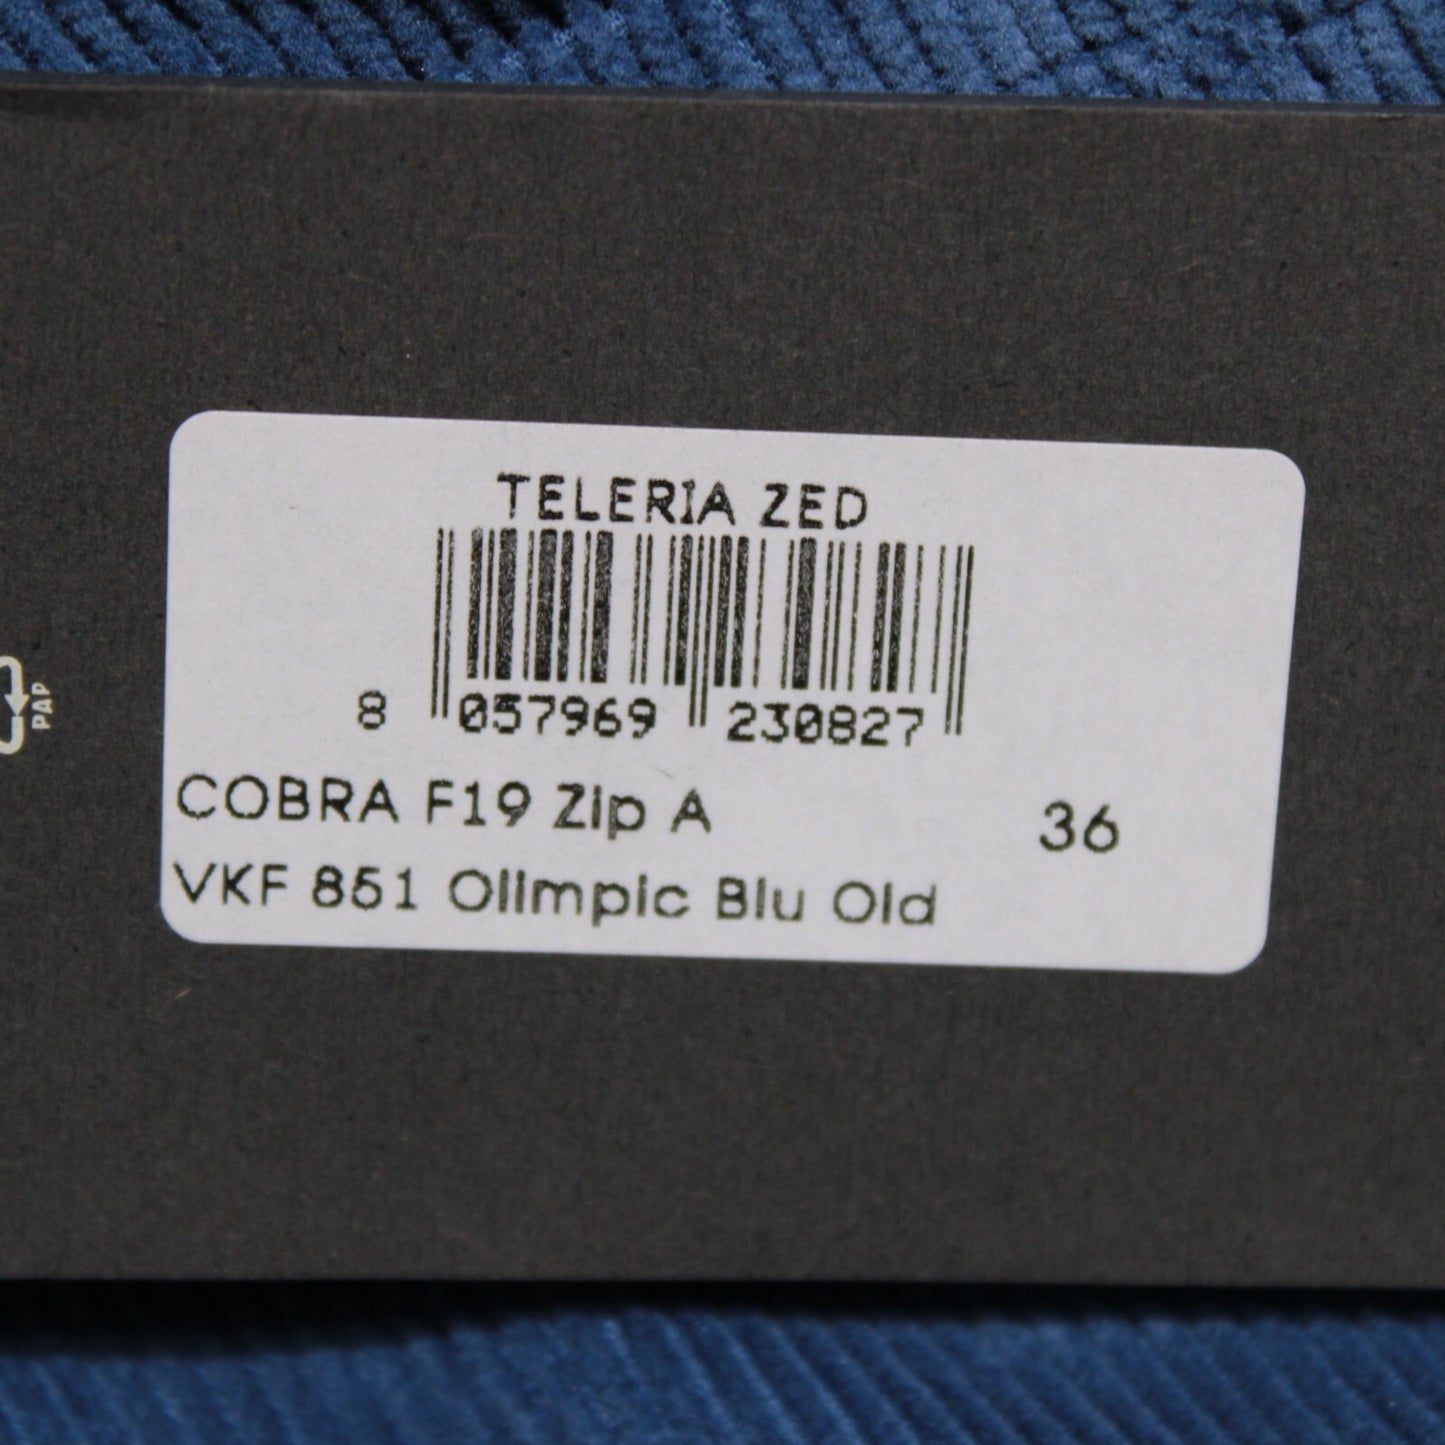 TELERIA ZED
8 057969 230827
COBRA F19 Zip A 36
VKF 851 Olimpic Blu Old
PAP